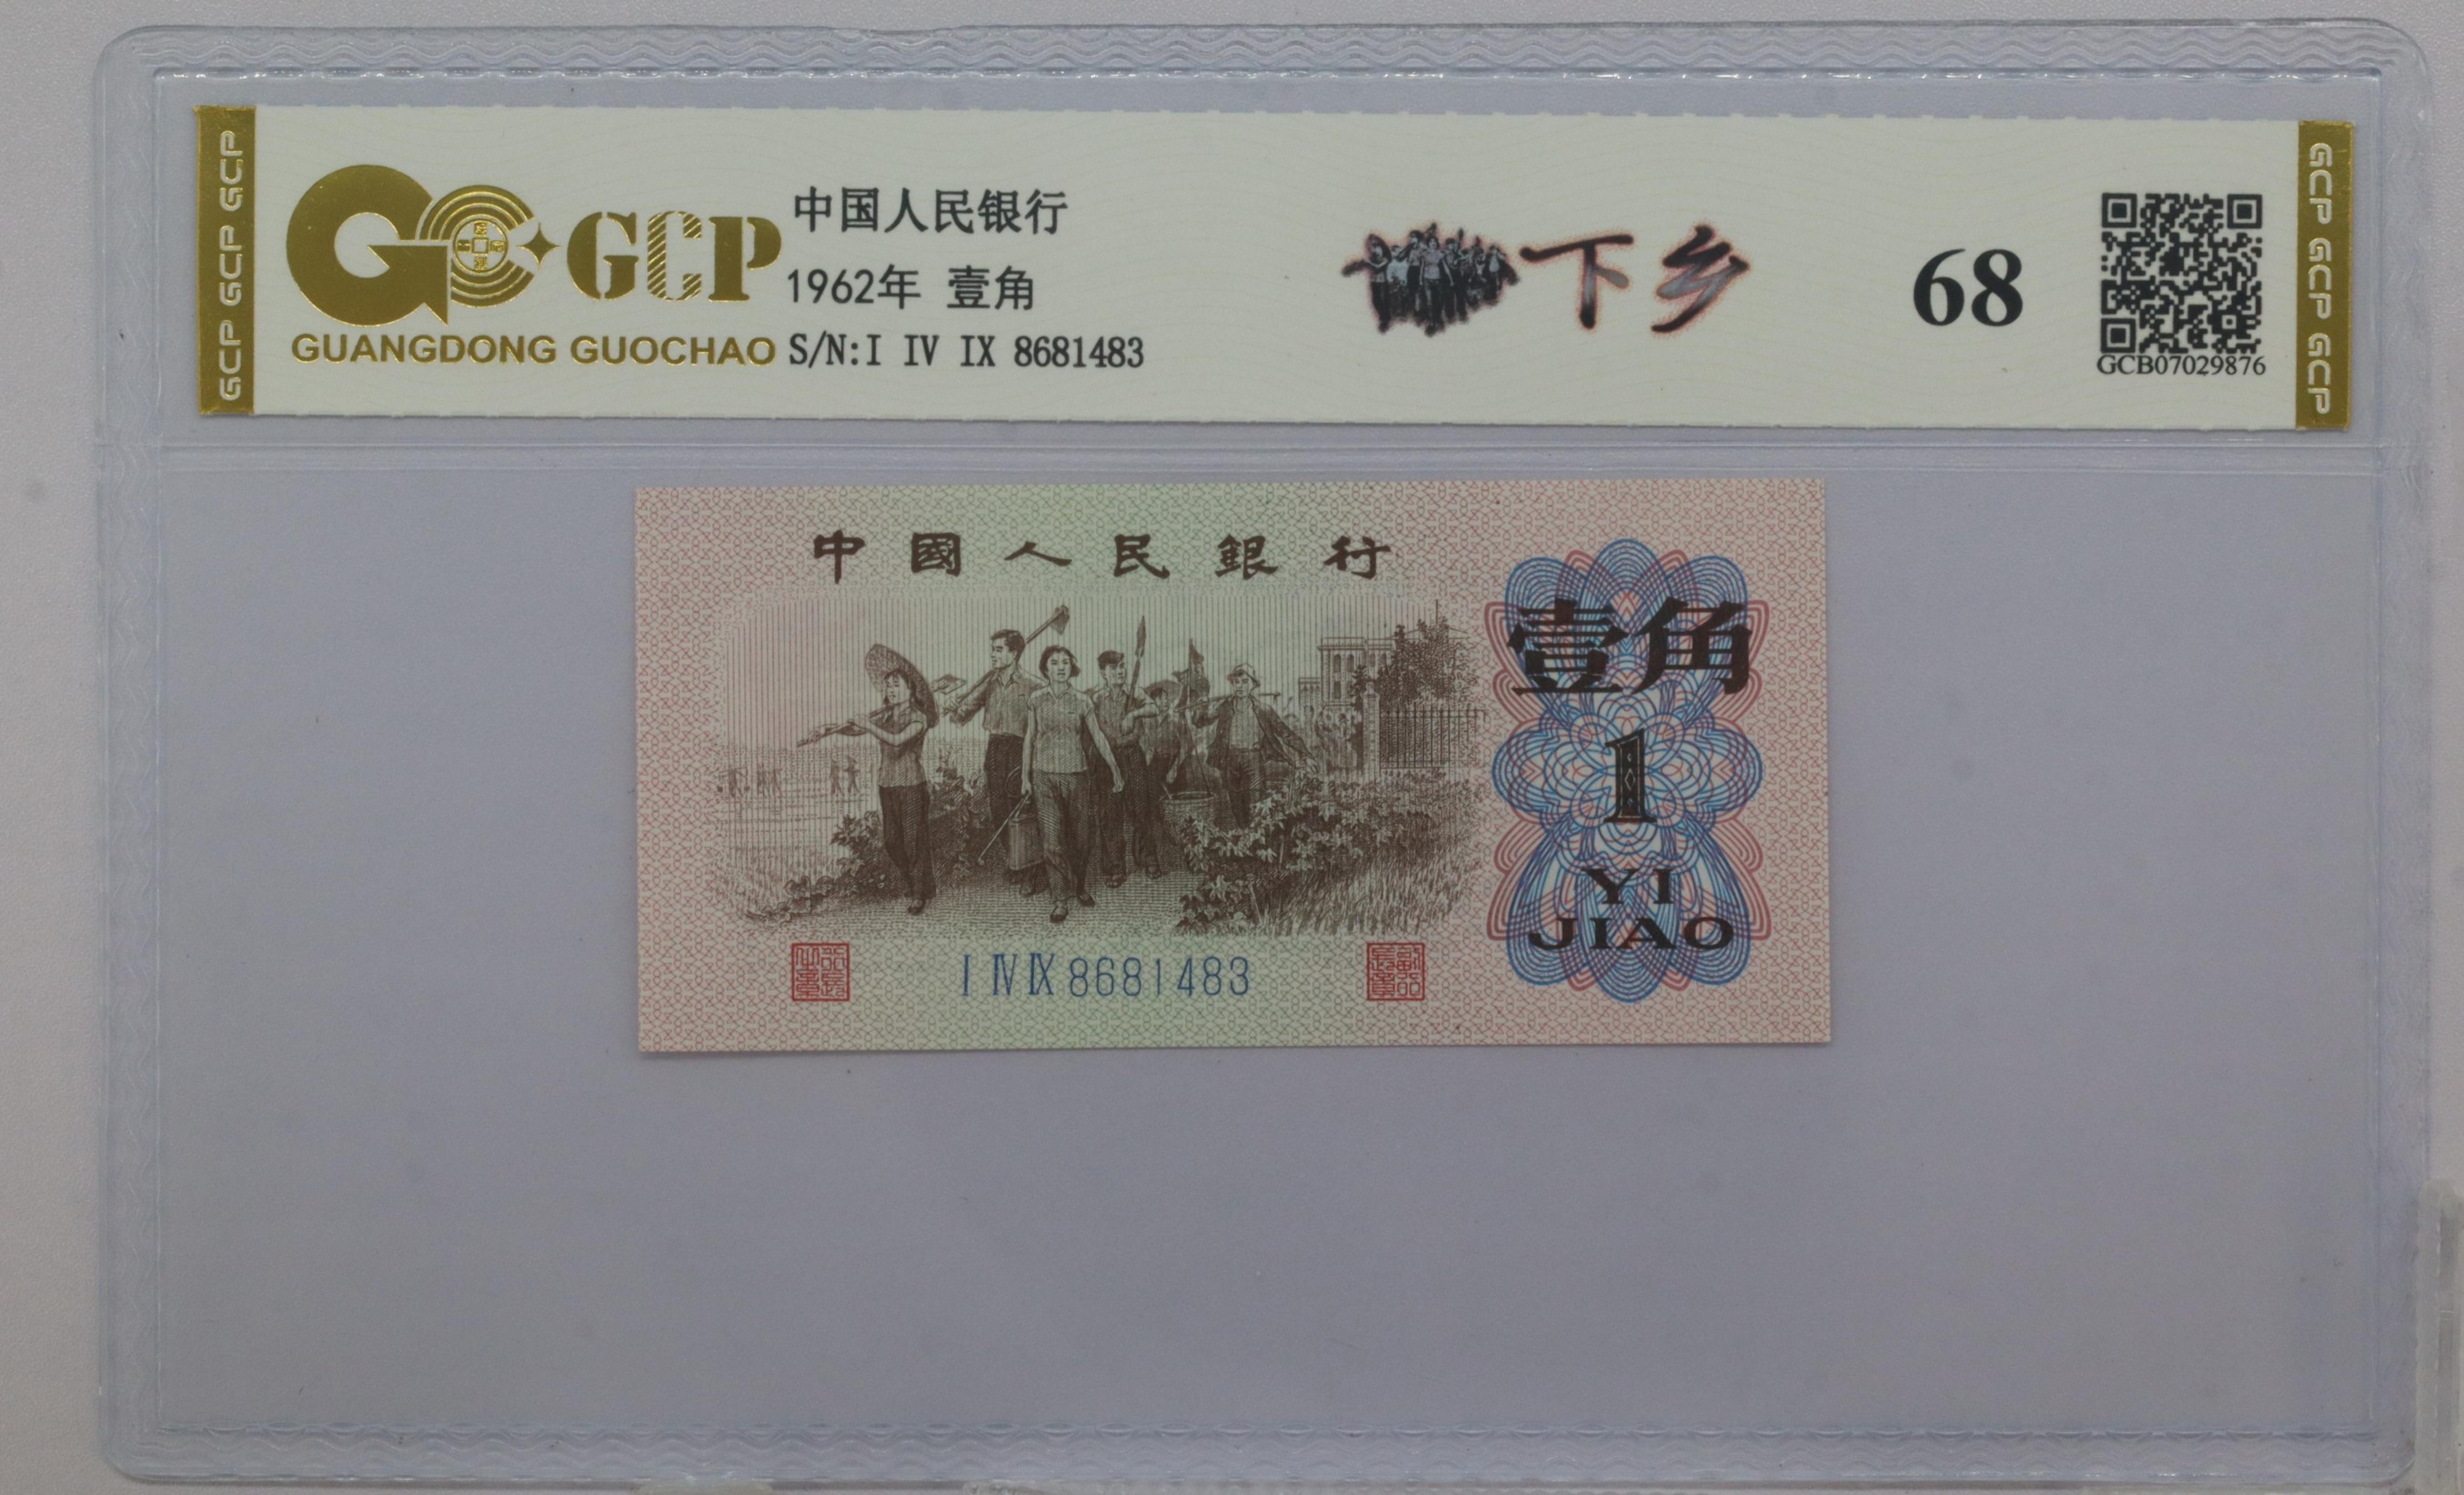 GCP GCP GCP
GCP
GUANGDONG GUOCHAO
中国人民银行
1962年 壹角
S/N:I IV IX 8681483
下乡
68
GCB07029876
GCP GCP GCP
中國人民銀行
壹角
1
YI
JIAO
I IV IX 8681483